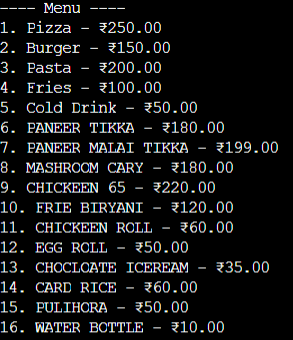 ---- Menu ----
1. Pizza - ₹250.00
2. Burger - ₹150.00
3. Pasta - ₹200.00
4. Fries - ₹100.00
5. Cold Drink - ₹50.00
6. PANEER TIKKA - ₹180.00
7. PANEER MALAI TIKKA - ₹199.00
8. MASHROOM CARY - ₹180.00
9. CHICKEEN 65 - ₹220.00
10. FRIE BIRYANI - ₹120.00
11. CHICKEEN ROLL - ₹60.00
12. EGG ROLL - ₹50.00
13. CHOCLOATE ICEREAM - ₹35.00
14. CARD RICE - ₹60.00
15. PULIHORA - ₹50.00
16. WATER BOTTLE - ₹10.00